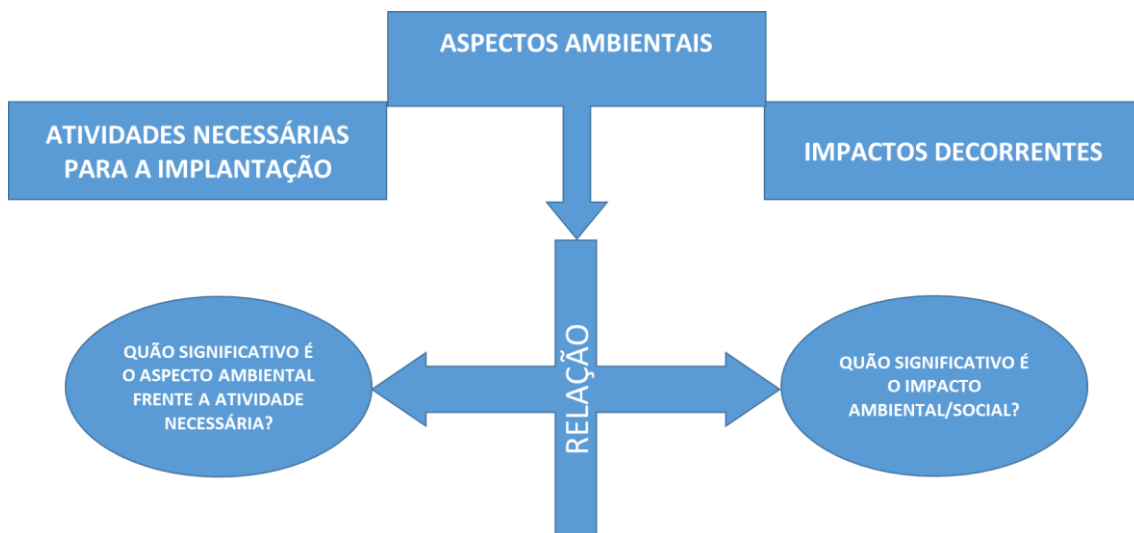 ASPECTOS AMBIENTAIS
ATIVIDADES NECESSÁRIAS
PARA A IMPLANTAÇÃO
IMPACTOS DECORRENTES
RELAÇÃO
QUÃO SIGNIFICATIVO É
O ASPECTO AMBIENTAL
FRENTE A ATIVIDADE
NECESSÁRIA?
QUÃO SIGNIFICATIVO É
O IMPACTO
AMBIENTAL/SOCIAL?